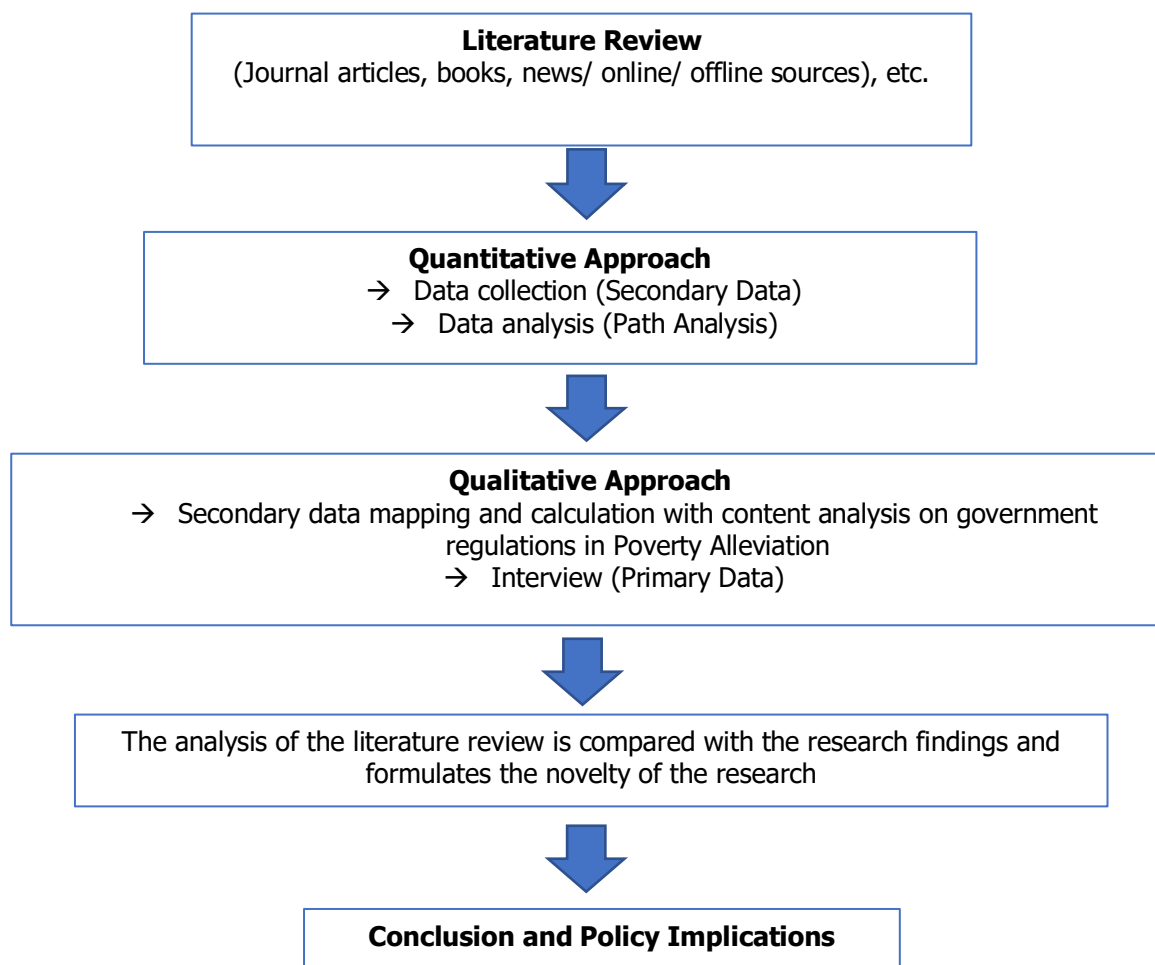 Literature Review
(Journal articles, books, news/ online/ offline sources), etc.
Quantitative Approach
→ Data collection (Secondary Data)
→ Data analysis (Path Analysis)
Qualitative Approach
→ Secondary data mapping and calculation with content analysis on government
regulations in Poverty Alleviation
→ Interview (Primary Data)
The analysis of the literature review is compared with the research findings and
formulates the novelty of the research
Conclusion and Policy Implications